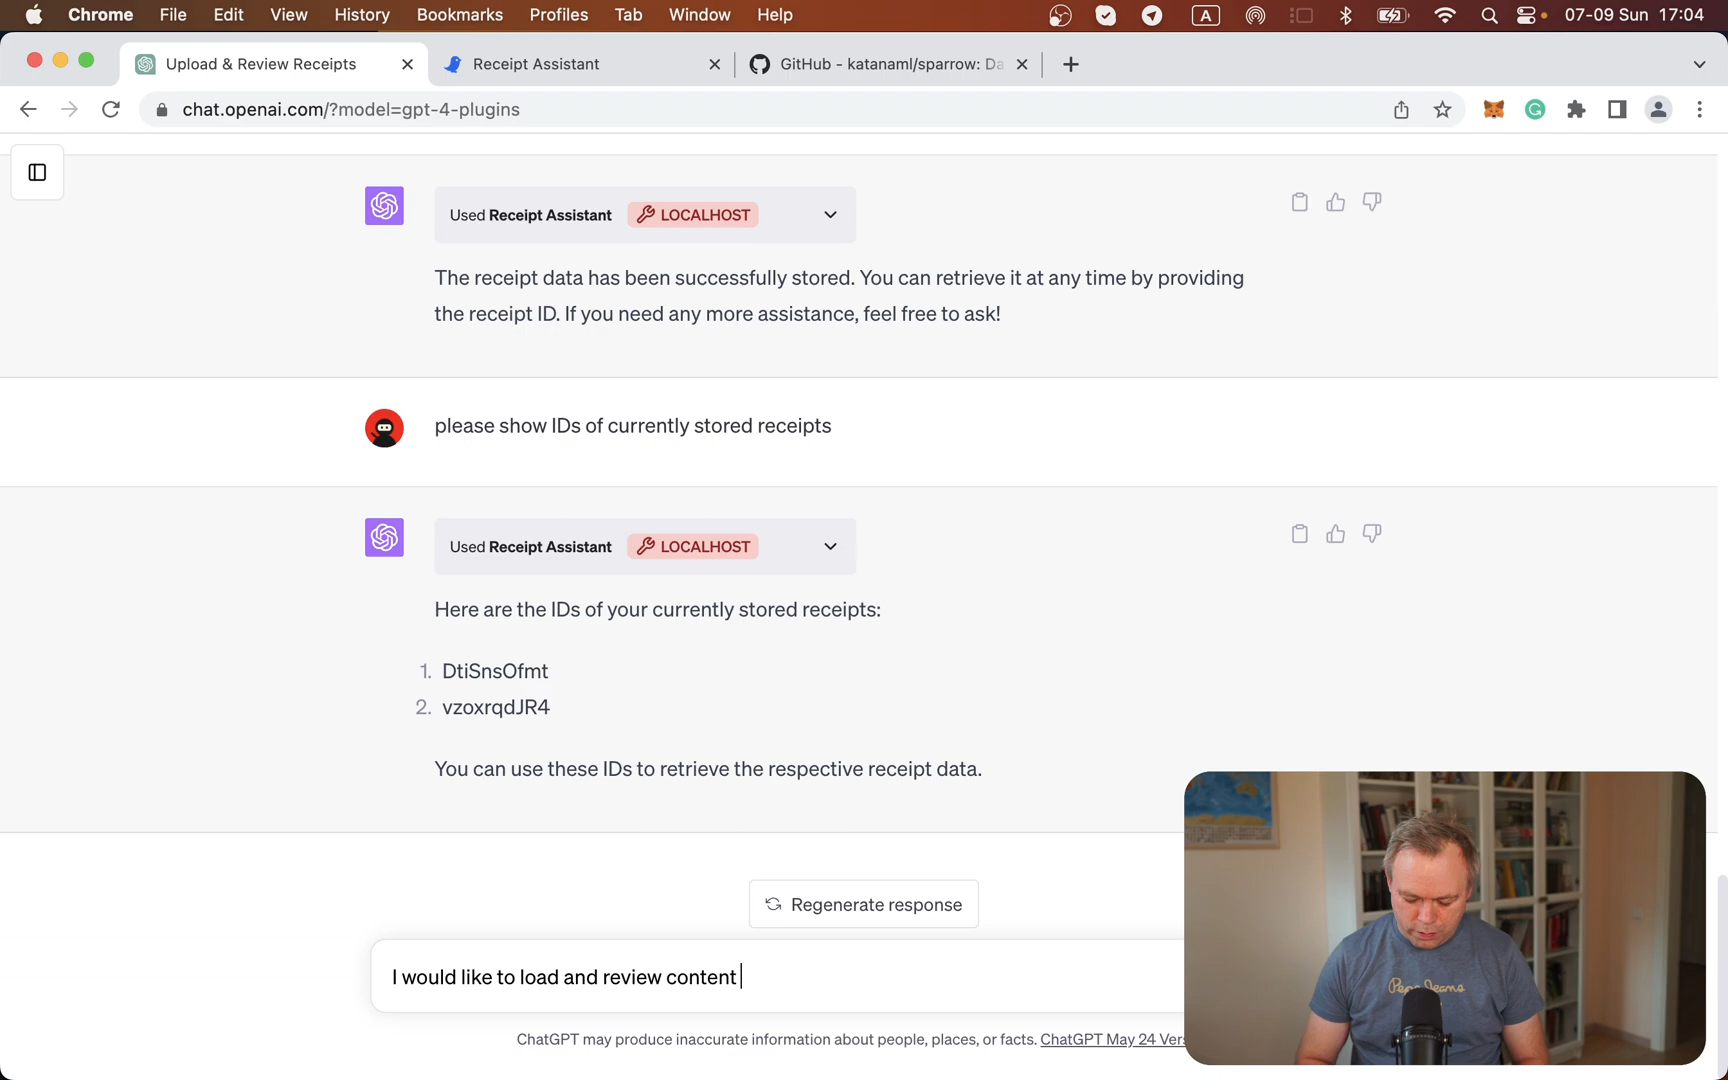 Chrome File Edit View History Bookmarks Profiles Tab Window Help A 07-09 Sun 17:04
Upload & Review Receipts Receipt Assistant GitHub - katanaml/sparrow: Da
chat.openai.com/?model=gpt-4-plugins
Used Receipt Assistant LOCALHOST
The receipt data has been successfully stored. You can retrieve it at any time by providing
the receipt ID. If you need any more assistance, feel free to ask!
please show IDs of currently stored receipts
Used Receipt Assistant LOCALHOST
Here are the IDs of your currently stored receipts:
1. DtiSnsOfmt
2. vzoxrqdJR4
You can use these IDs to retrieve the respective receipt data.
Regenerate response
I would like to load and review content
Pepe Jeans
ChatGPT may produce inaccurate information about people, places, or facts. ChatGPT May 24 Vers